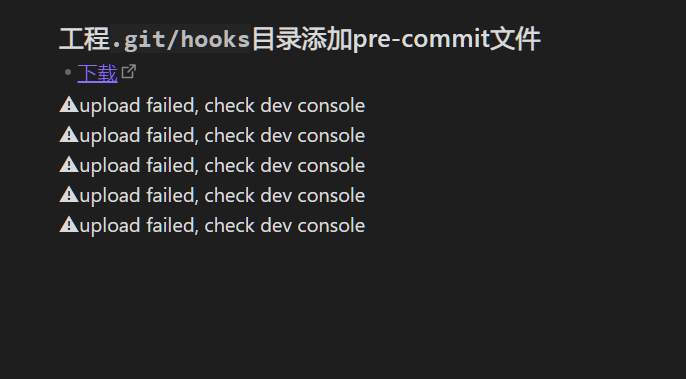 工程.git/hooks目录添加pre-commit文件
• 下载
⚠upload failed, check dev console
⚠upload failed, check dev console
⚠upload failed, check dev console
⚠upload failed, check dev console
⚠upload failed, check dev console